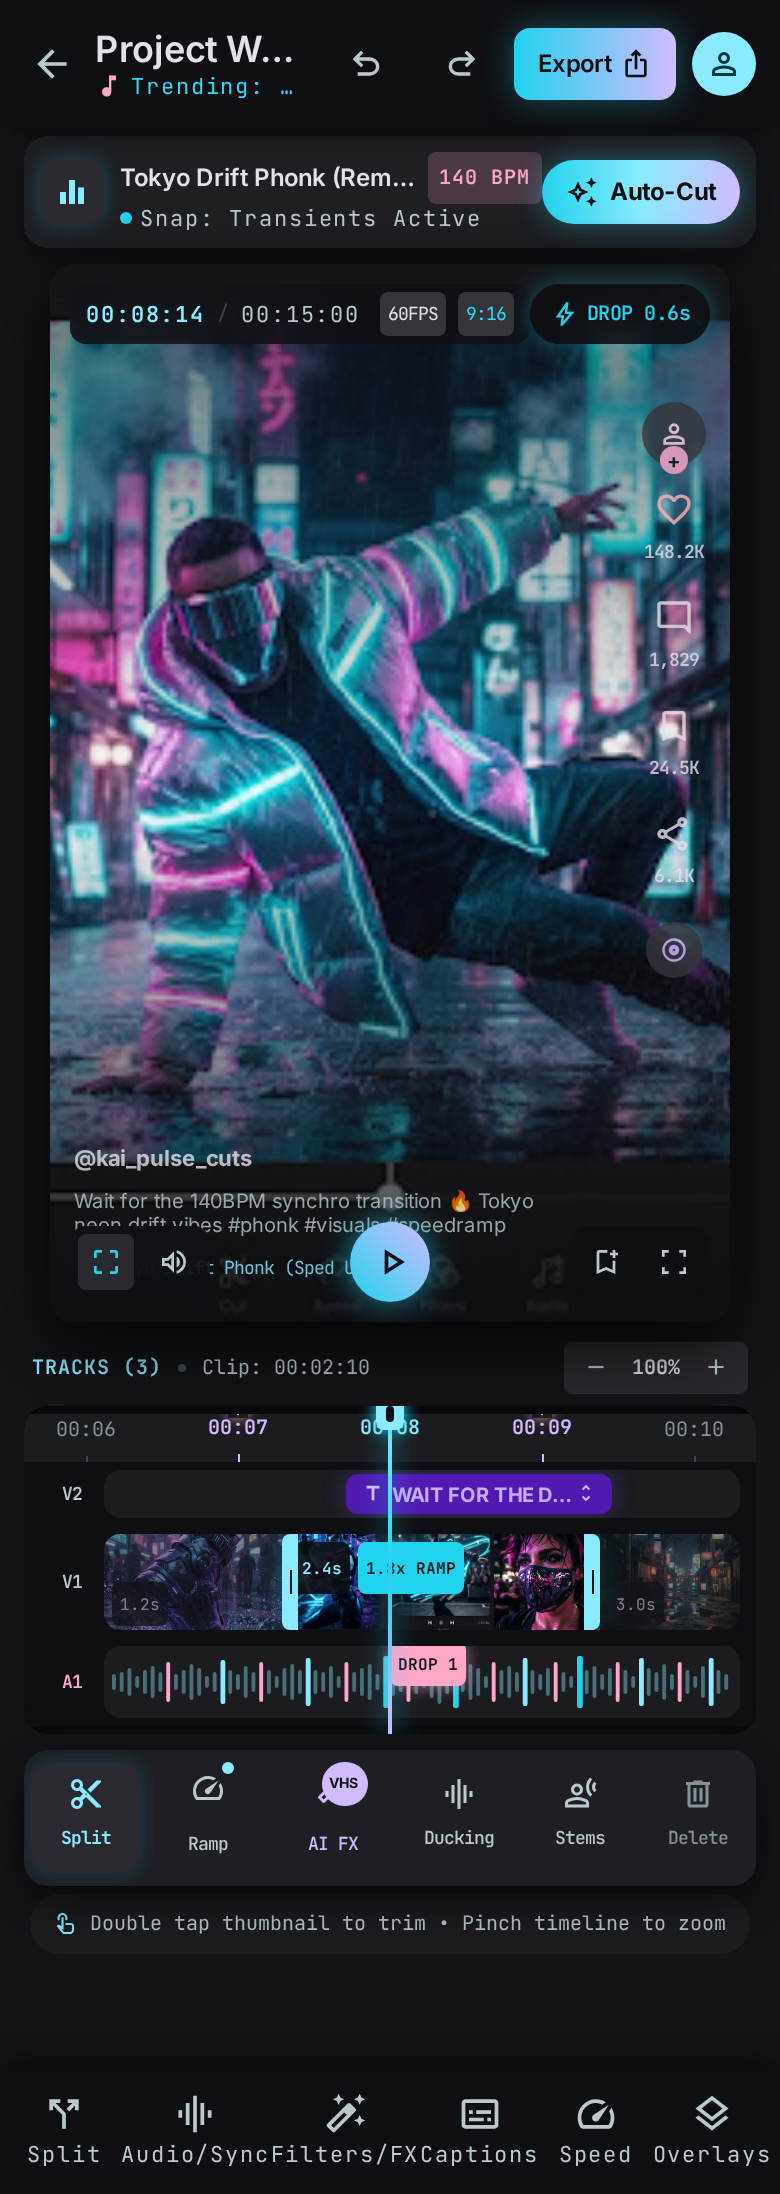 Project W...
Trending: …
Export
Tokyo Drift Phonk (Rem...
140 BPM
Snap: Transients Active
Auto-Cut
00:08:14 / 00:15:00
60FPS
9:16
DROP 0.6s
148.2K
1,829
24.5K
6.1K
@kai_pulse_cuts
Wait for the 140BPM synchro transition 🔥 Tokyo
neon drift vibes #phonk #visuals #speedramp
Phonk (Sped
TRACKS (3) • Clip: 00:02:10
100%
00:06
00:07
00:08
00:09
00:10
V2
WAIT FOR THE D...
V1
1.2s
2.4s
1.8x RAMP
3.0s
A1
DROP 1
Split
Ramp
VHS
AI FX
Ducking
Stems
Delete
Double tap thumbnail to trim • Pinch timeline to zoom
Split
Audio/Sync
Filters/FX
Captions
Speed
Overlays